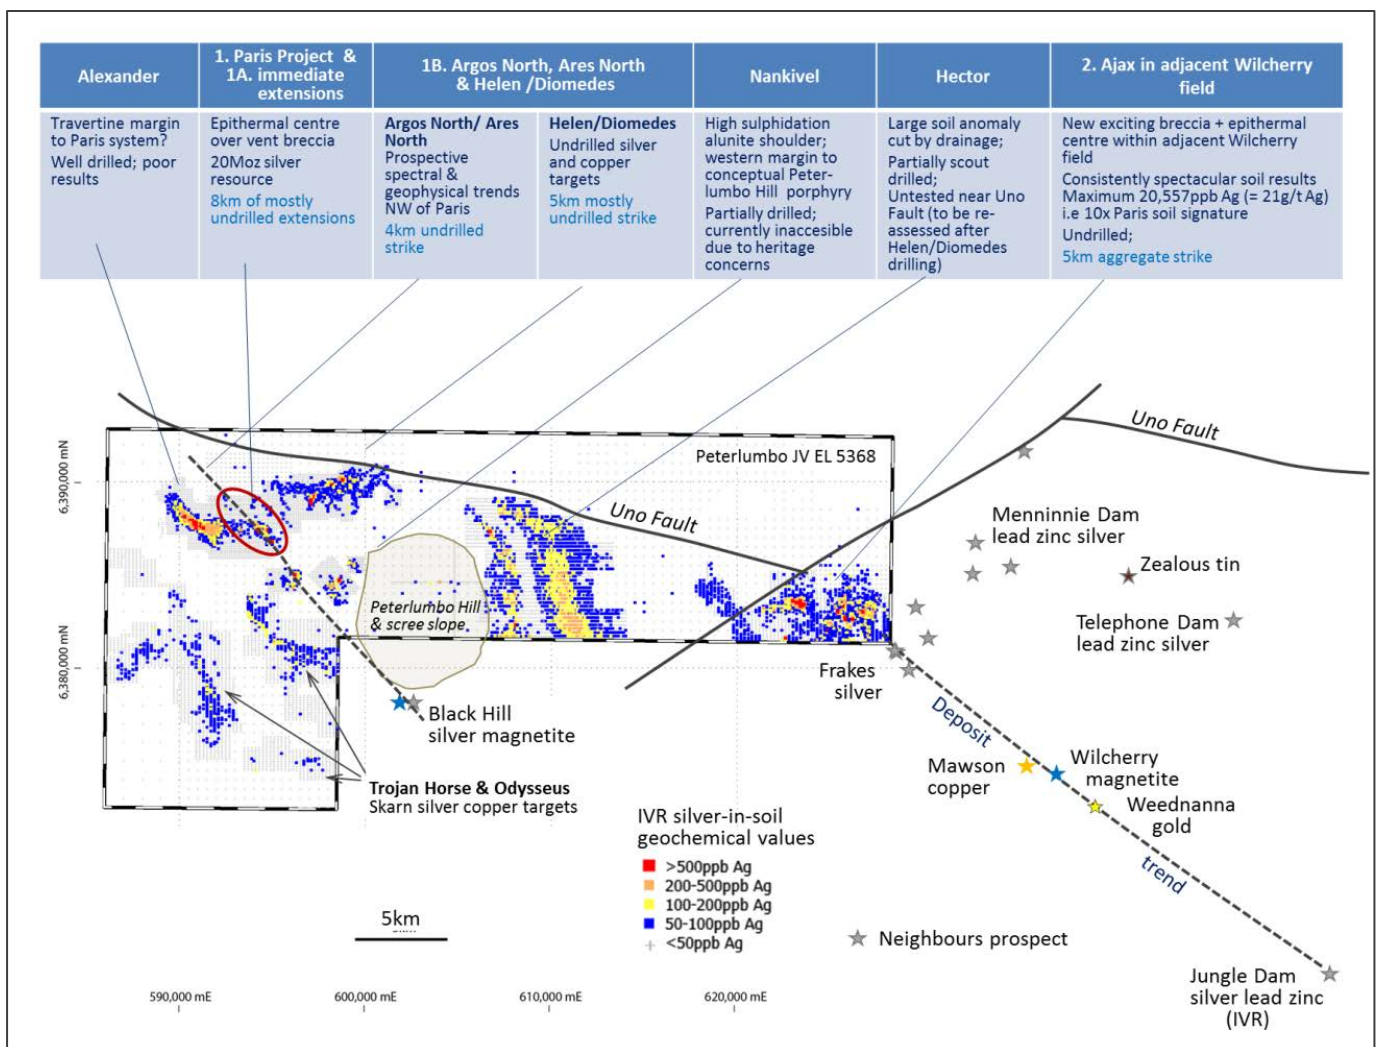 Alexander
1. Paris Project &
1A. immediate
extensions
1B. Argos North, Ares North
& Helen /Diomedes
Nankivel
Hector
2. Ajax in adjacent Wilcherry
field
Travertine margin
to Paris system?
Well drilled; poor
results
Epithermal centre
over vent breccia
20Moz silver
resource
8km of mostly
undrilled extensions
Argos North/ Ares
North
Prospective
spectral &
geophysical trends
NW of Paris
4km undrilled
strike
Helen/Diomedes
Undrilled silver
and copper
targets
5km mostly
undrilled strike
High sulphidation
alunite shoulder;
western margin to
conceptual Peter-
lumbo Hill porphyry
Partially drilled;
currently inaccesible
due to heritage
concerns
Large soil anomaly
cut by drainage;
Partially scout
drilled;
Untested near Uno
Fault (to be re-
assessed after
Helen/Diomedes
drilling)
New exciting breccia + epithermal
centre within adjacent Wilcherry
field
Consistently spectacular soil results
Maximum 20,557ppb Ag (= 21g/t Ag)
i.e 10x Paris soil signature
Undrilled;
5km aggregate strike
Uno Fault
Peterlumbo JV EL 5368
6,390,000 mN
Uno Fault
Menninnie Dam
lead zinc silver
Zealous tin
Peterlumbo Hill
& scree slope
Telephone Dam
lead zinc silver
6,380,000 mN
Frakes
silver
Black Hill
silver magnetite
Deposit
Wilcherry
magnetite
Mawson
copper
Trojan Horse & Odysseus
Skarn silver copper targets
Weednanna
gold
trend
IVR silver-in-soil
geochemical values
>500ppb Ag
200-500ppb Ag
100-200ppb Ag
50-100ppb Ag
<50ppb Ag
5km
Neighbours prospect
Jungle Dam
silver lead zinc
(IVR)
590,000 mE
600,000 mE
610,000 mE
620,000 mE